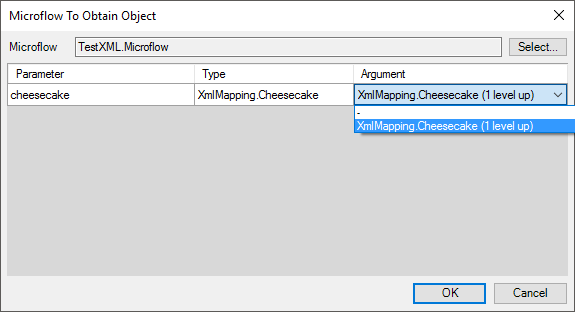 Microflow To Obtain Object
Microflow TestXML.Microflow Select...
Parameter Type Argument
cheesecake XmlMapping.Cheesecake XmlMapping.Cheesecake (1 level up)
-
XmlMapping.Cheesecake (1 level up)
OK Cancel